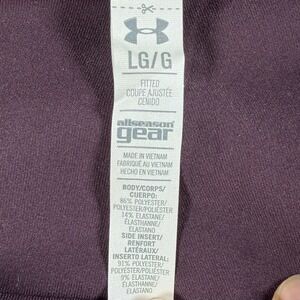 LG/G
FITTED
COUPE AJUSTÉE
CENIDO
allseason
gear
MADE IN VIETNAM
FABRIQUÉ AU VIETNAM
HECHO EN VIETNAM
BODY/CORPS/
CUERPO:
86% POLYESTER/
POLYESTER/POLIÉSTER
14% ELASTANE/
ÉLASTHANNE/
ELASTANO
SIDE INSERT/
RENFORT
LATÉRAUX/
INSERTO LATERAL:
91% POLYESTER/
POLYESTER/POLIÉSTER
9% ELASTANE/
ÉLASTHANNE/
ELASTANO